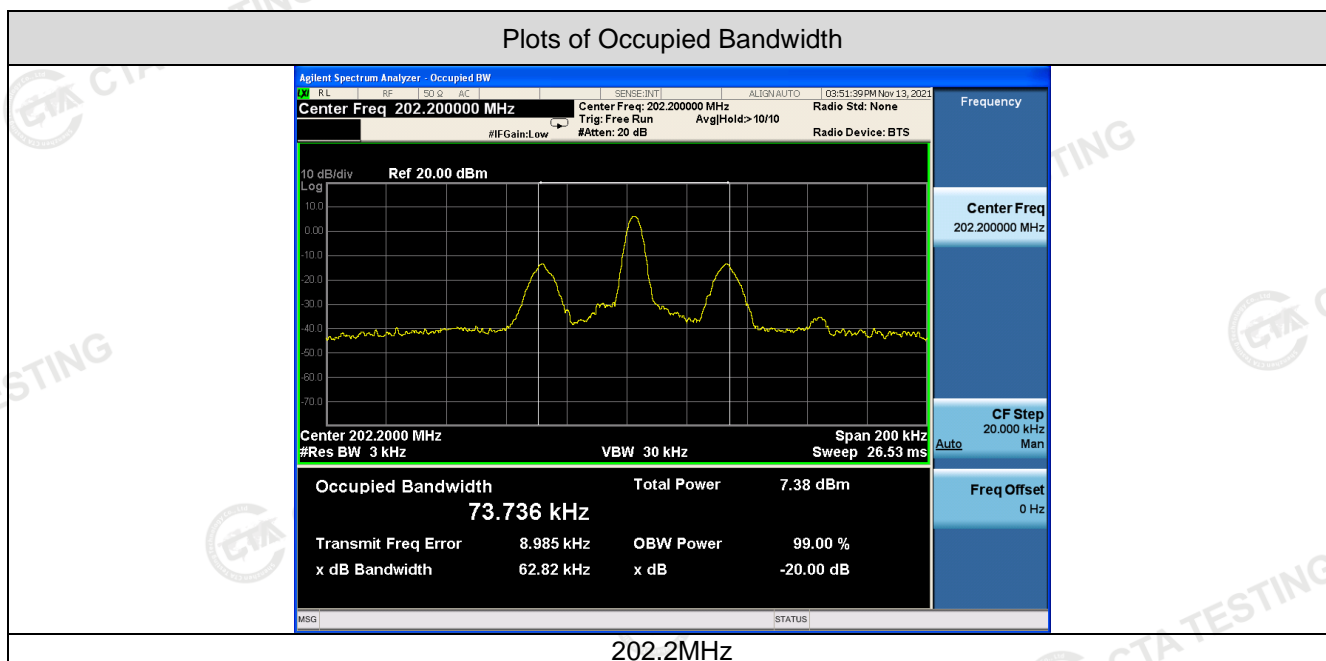 Plots of Occupied Bandwidth
Agilent Spectrum Analyzer - Occupied BW
LXI RL RF 50 Ω AC SENSE:INT ALIGN AUTO 03:51:39 PM Nov 13, 2021
Center Freq 202.200000 MHz
#IFGain:Low
Center Freq: 202.200000 MHz
Trig: Free Run Avg|Hold:> 10/10
#Atten: 20 dB
Radio Std: None
Radio Device: BTS
10 dB/div Ref 20.00 dBm
Log
10.0
0.00
-10.0
-20.0
-30.0
-40.0
-50.0
-60.0
-70.0
Center 202.2000 MHz Span 200 kHz
#Res BW 3 kHz VBW 30 kHz Sweep 26.53 ms
Occupied Bandwidth Total Power 7.38 dBm
73.736 kHz
Transmit Freq Error 8.985 kHz OBW Power 99.00 %
x dB Bandwidth 62.82 kHz x dB -20.00 dB
MSG STATUS
Frequency
Center Freq
202.200000 MHz
CF Step
20.000 kHz
Auto Man
Freq Offset
0 Hz
202.2MHz
CTA
TING
CTA
ESTING
CTA
CTA TESTING